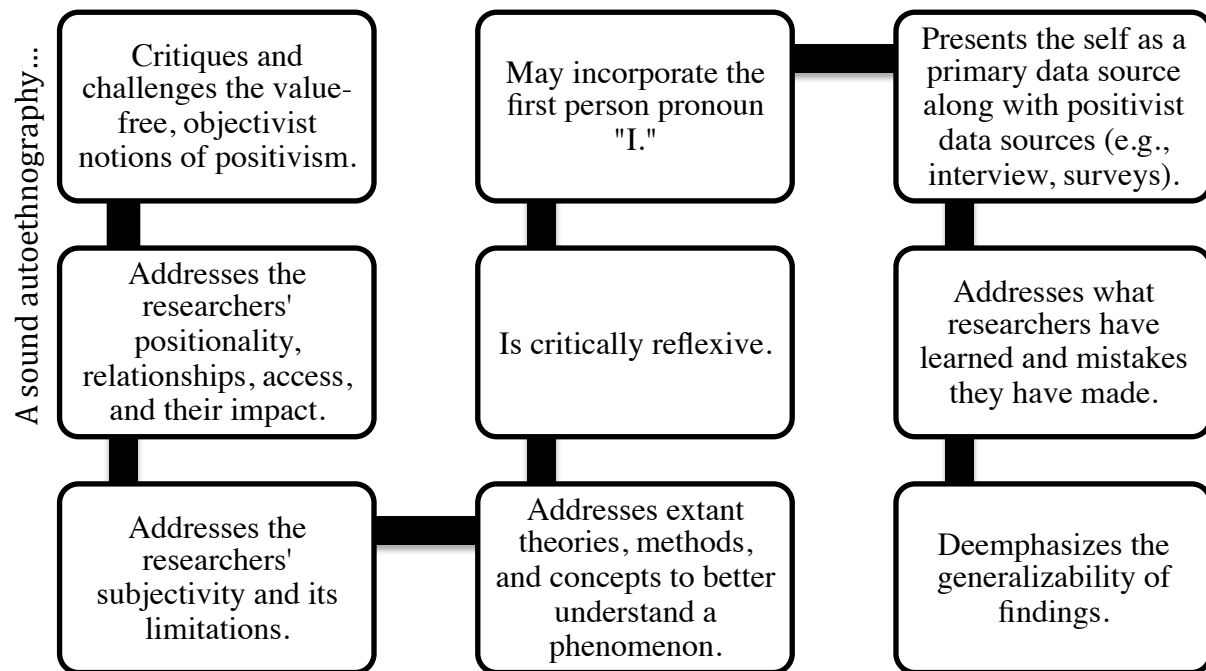 A sound autoethnography...
Critiques and
challenges the value-
free, objectivist
notions of positivism.
Addresses the
researchers'
positionality,
relationships, access,
and their impact.
Addresses the
researchers'
subjectivity and its
limitations.
Addresses extant
theories, methods,
and concepts to better
understand a
phenomenon.
Is critically reflexive.
May incorporate the
first person pronoun
"I."
Presents the self as a
primary data source
along with positivist
data sources (e.g.,
interview, surveys).
Addresses what
researchers have
learned and mistakes
they have made.
Deemphasizes the
generalizability of
findings.